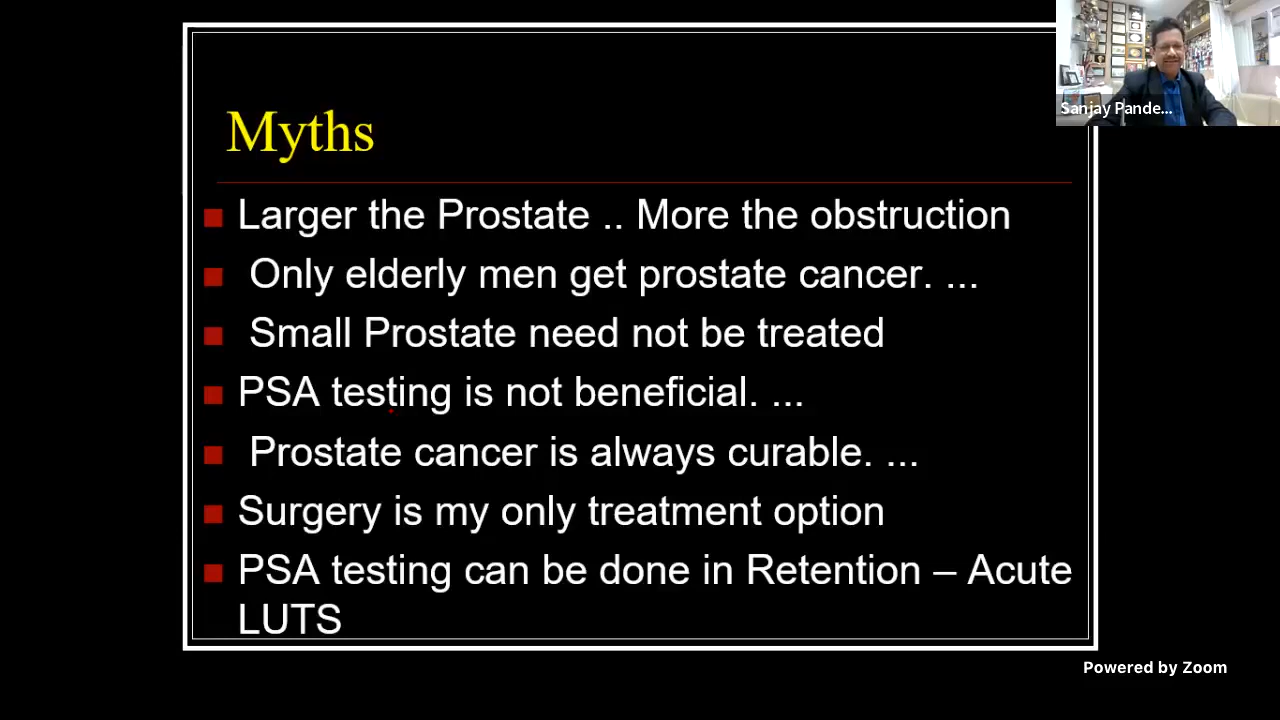 Sanjay Pande...
Myths
Larger the Prostate .. More the obstruction
Only elderly men get prostate cancer. ...
Small Prostate need not be treated
PSA testing is not beneficial. ...
Prostate cancer is always curable. ...
Surgery is my only treatment option
PSA testing can be done in Retention – Acute
LUTS
Powered by Zoom